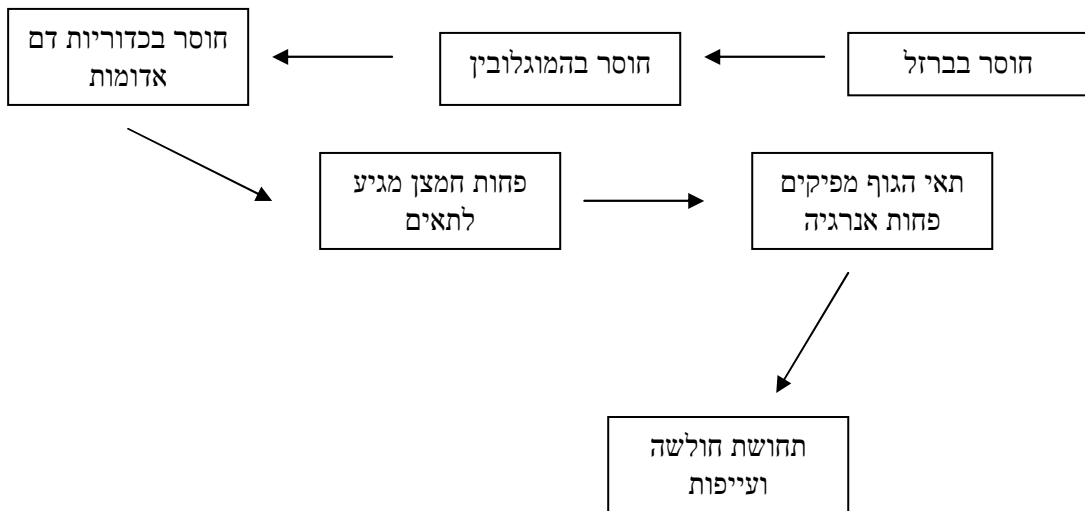 חוסר בברזל
חוסר בהמוגלובין
חוסר בכדוריות דם
אדומות
פחות חמצן מגיע
לתאים
תאי הגוף מפיקים
פחות אנרגיה
תחושת חולשה
ועייפות